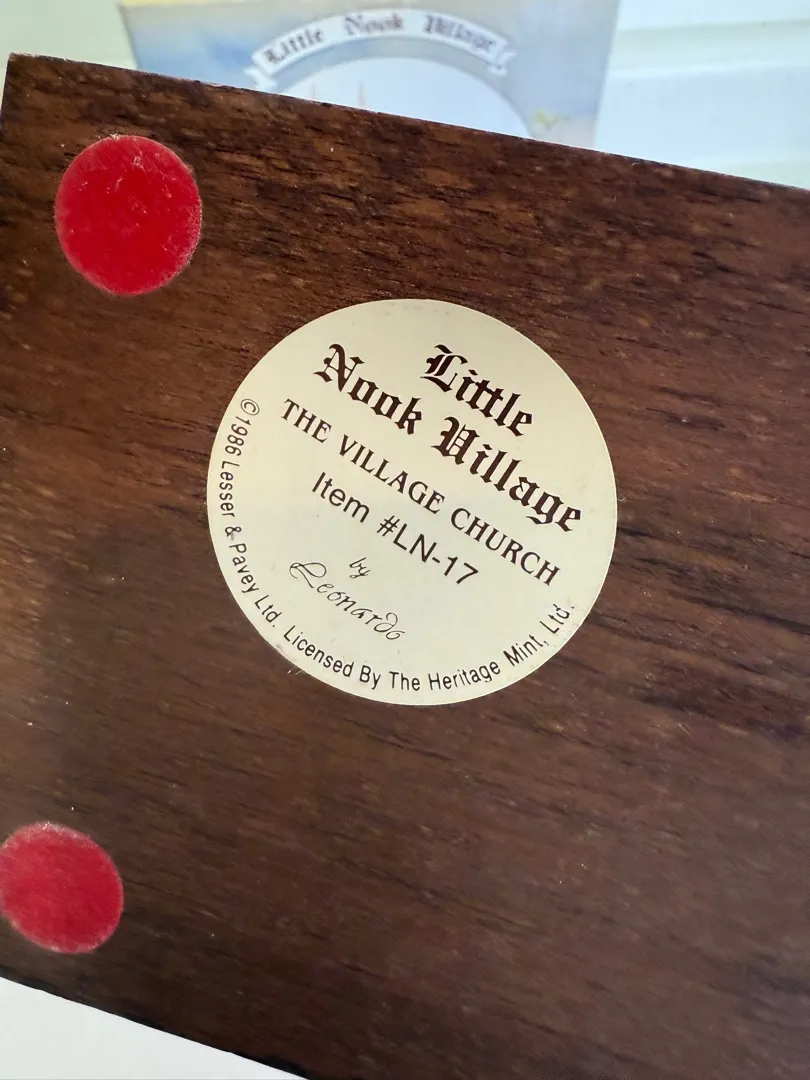 Little Nook Village
Little
Nook Village
THE VILLAGE CHURCH
Item #LN-17
by
Leonardo
©1986 Lesser & Pavey Ltd. Licensed By The Heritage Mint, Ltd.